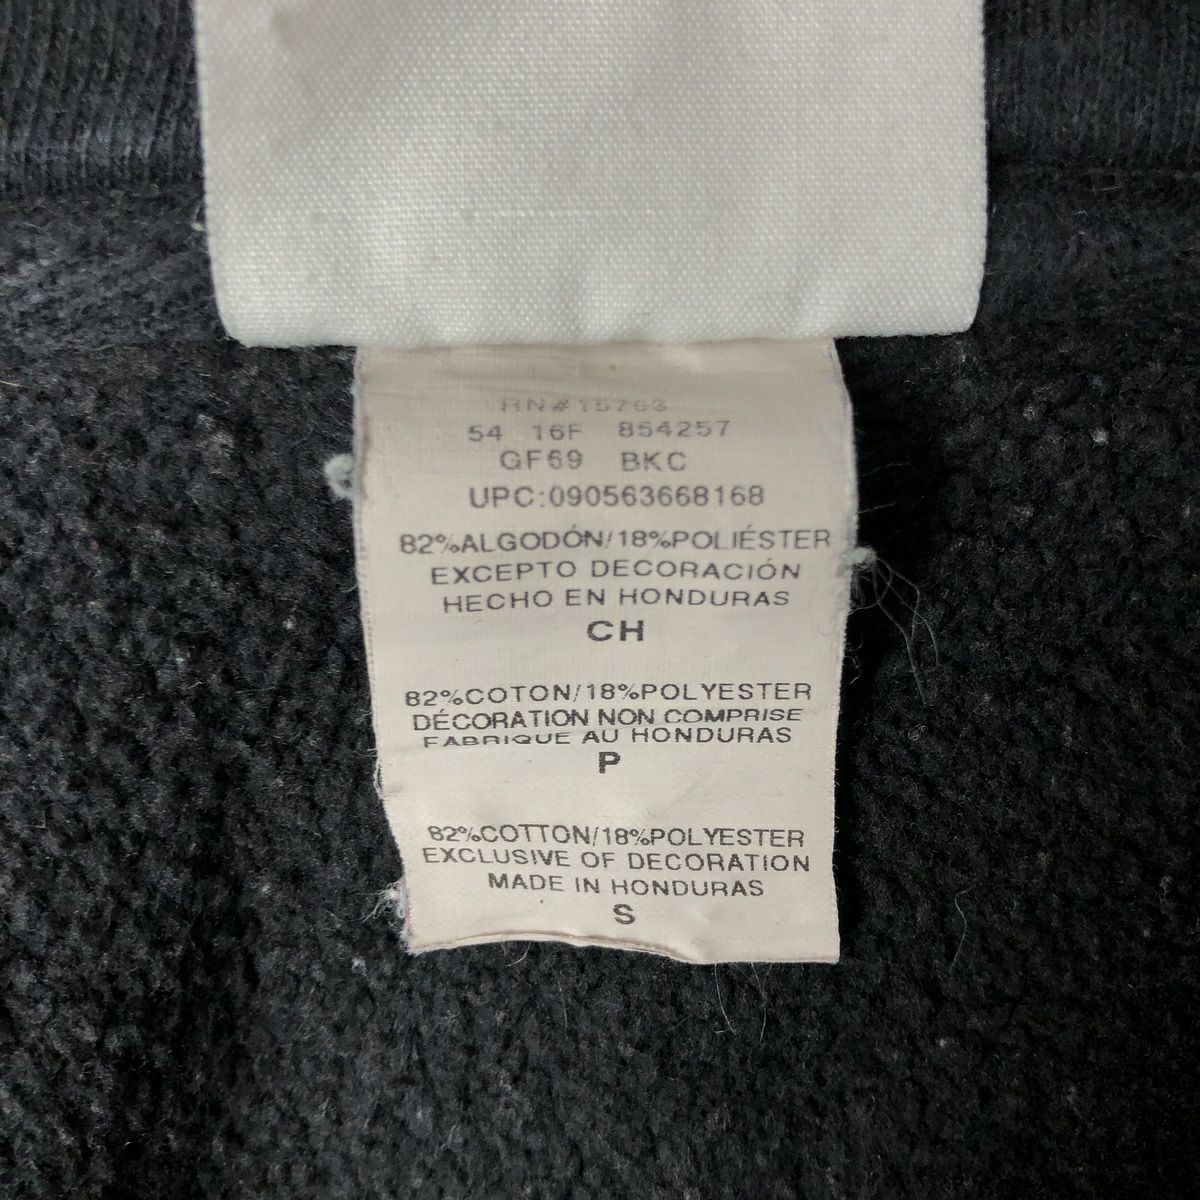 RN#15763
54 16F 854257
GF69 BKC
UPC:090563668168
82%ALGODÓN/18%POLIÉSTER
EXCEPTO DECORACIÓN
HECHO EN HONDURAS
CH
82%COTON/18%POLYESTER
DÉCORATION NON COMPRISE
FABRIQUE AU HONDURAS
P
82%COTTON/18%POLYESTER
EXCLUSIVE OF DECORATION
MADE IN HONDURAS
S